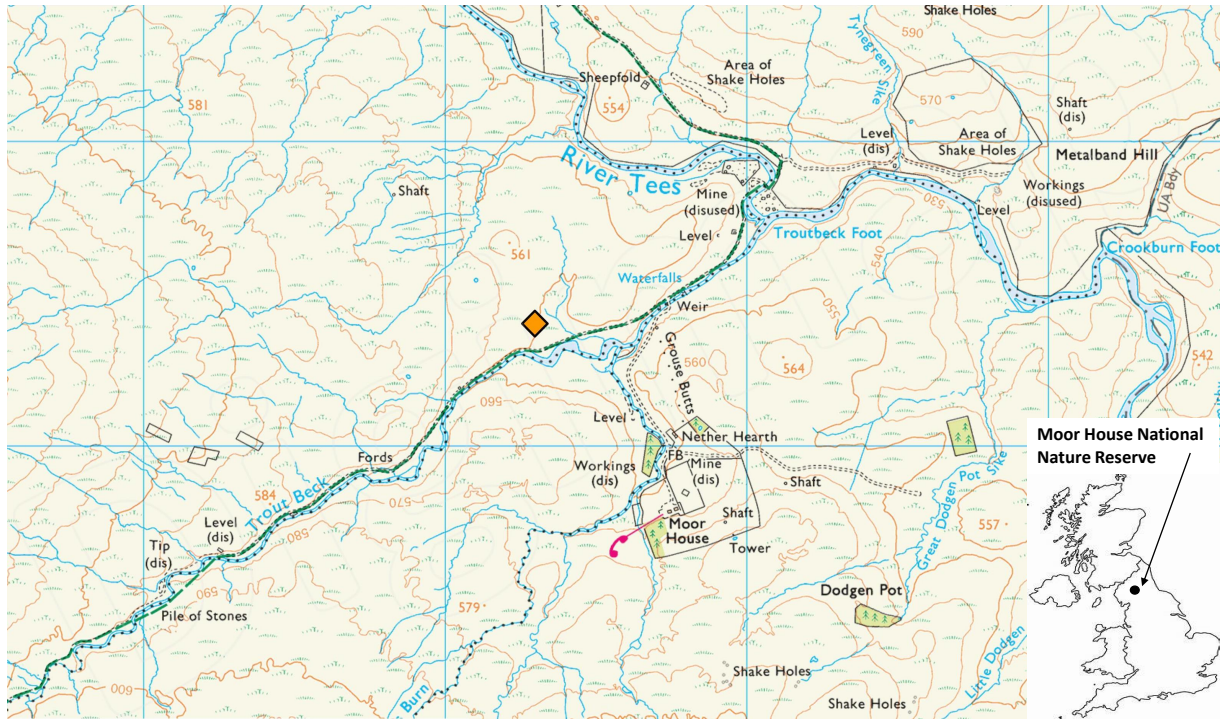 Shake Holes
590
Tynegreen Sike
Area of
Shake Holes
Sheepfold
554
581
570
Shaft
(dis)
Level
(dis)
Area of
Shake Holes
Metalband Hill
River Tees
Shaft
Mine
(disused)
530
Workings
(disused)
UA Bdy
Level
Level
Troutbeck Foot
540
Crookburn Foot
561
Waterfalls
550
Weir
Grouse Butts
560
564
542
560
Level
Nether Hearth
FB
Mine
(dis)
Workings
(dis)
Fords
570
Shaft
584
Trout Beck
580
Level
(dis)
Great Dodgen Pot Sike
557
Shaft
Moor
House
Tower
Tip
(dis)
590
Pile of Stones
579
Dodgen Pot
600
Burn
Shake Holes
Shake Holes
Little Dodgen
Moor House National
Nature Reserve